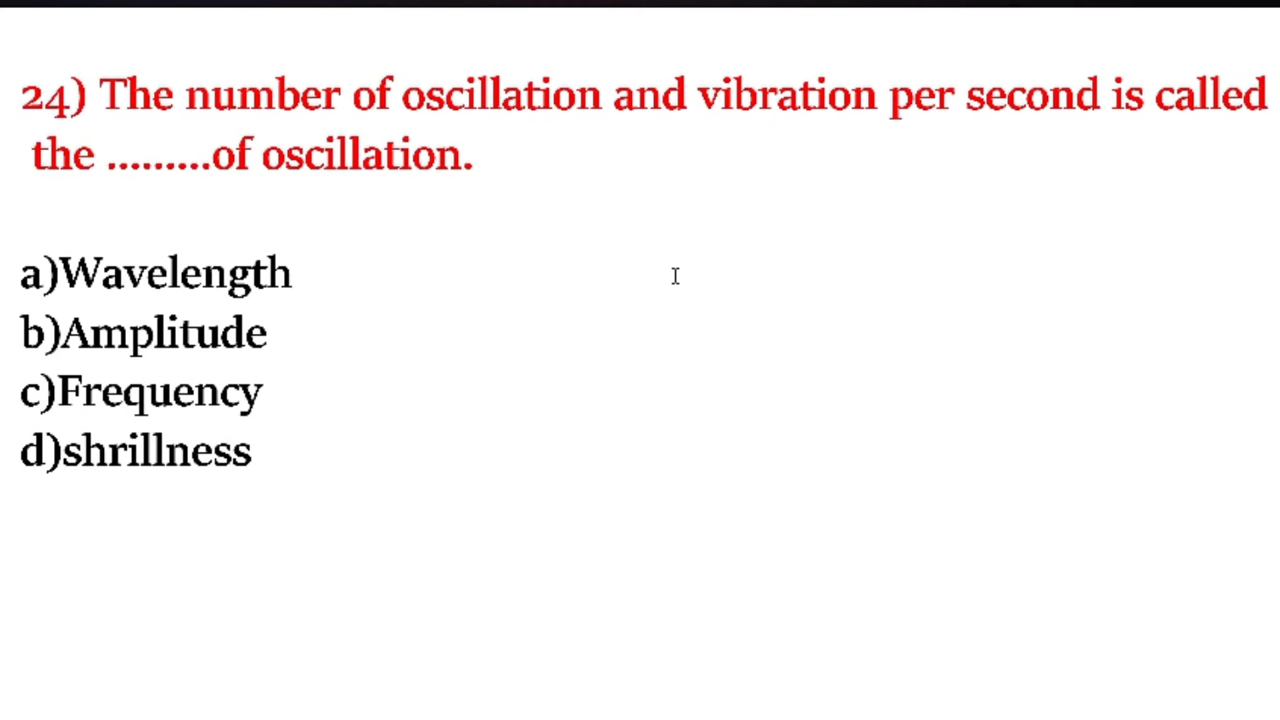 24) The number of oscillation and vibration per second is called
the .........of oscillation.
a)Wavelength
b)Amplitude
c)Frequency
d)shrillness